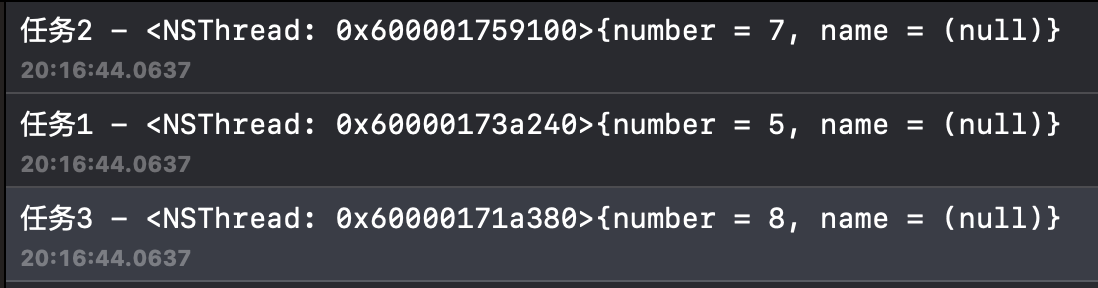 任务2 – <NSThread: 0x600001759100>{number = 7, name = (null)}
20:16:44.0637
任务1 – <NSThread: 0x60000173a240>{number = 5, name = (null)}
20:16:44.0637
任务3 – <NSThread: 0x60000171a380>{number = 8, name = (null)}
20:16:44.0637